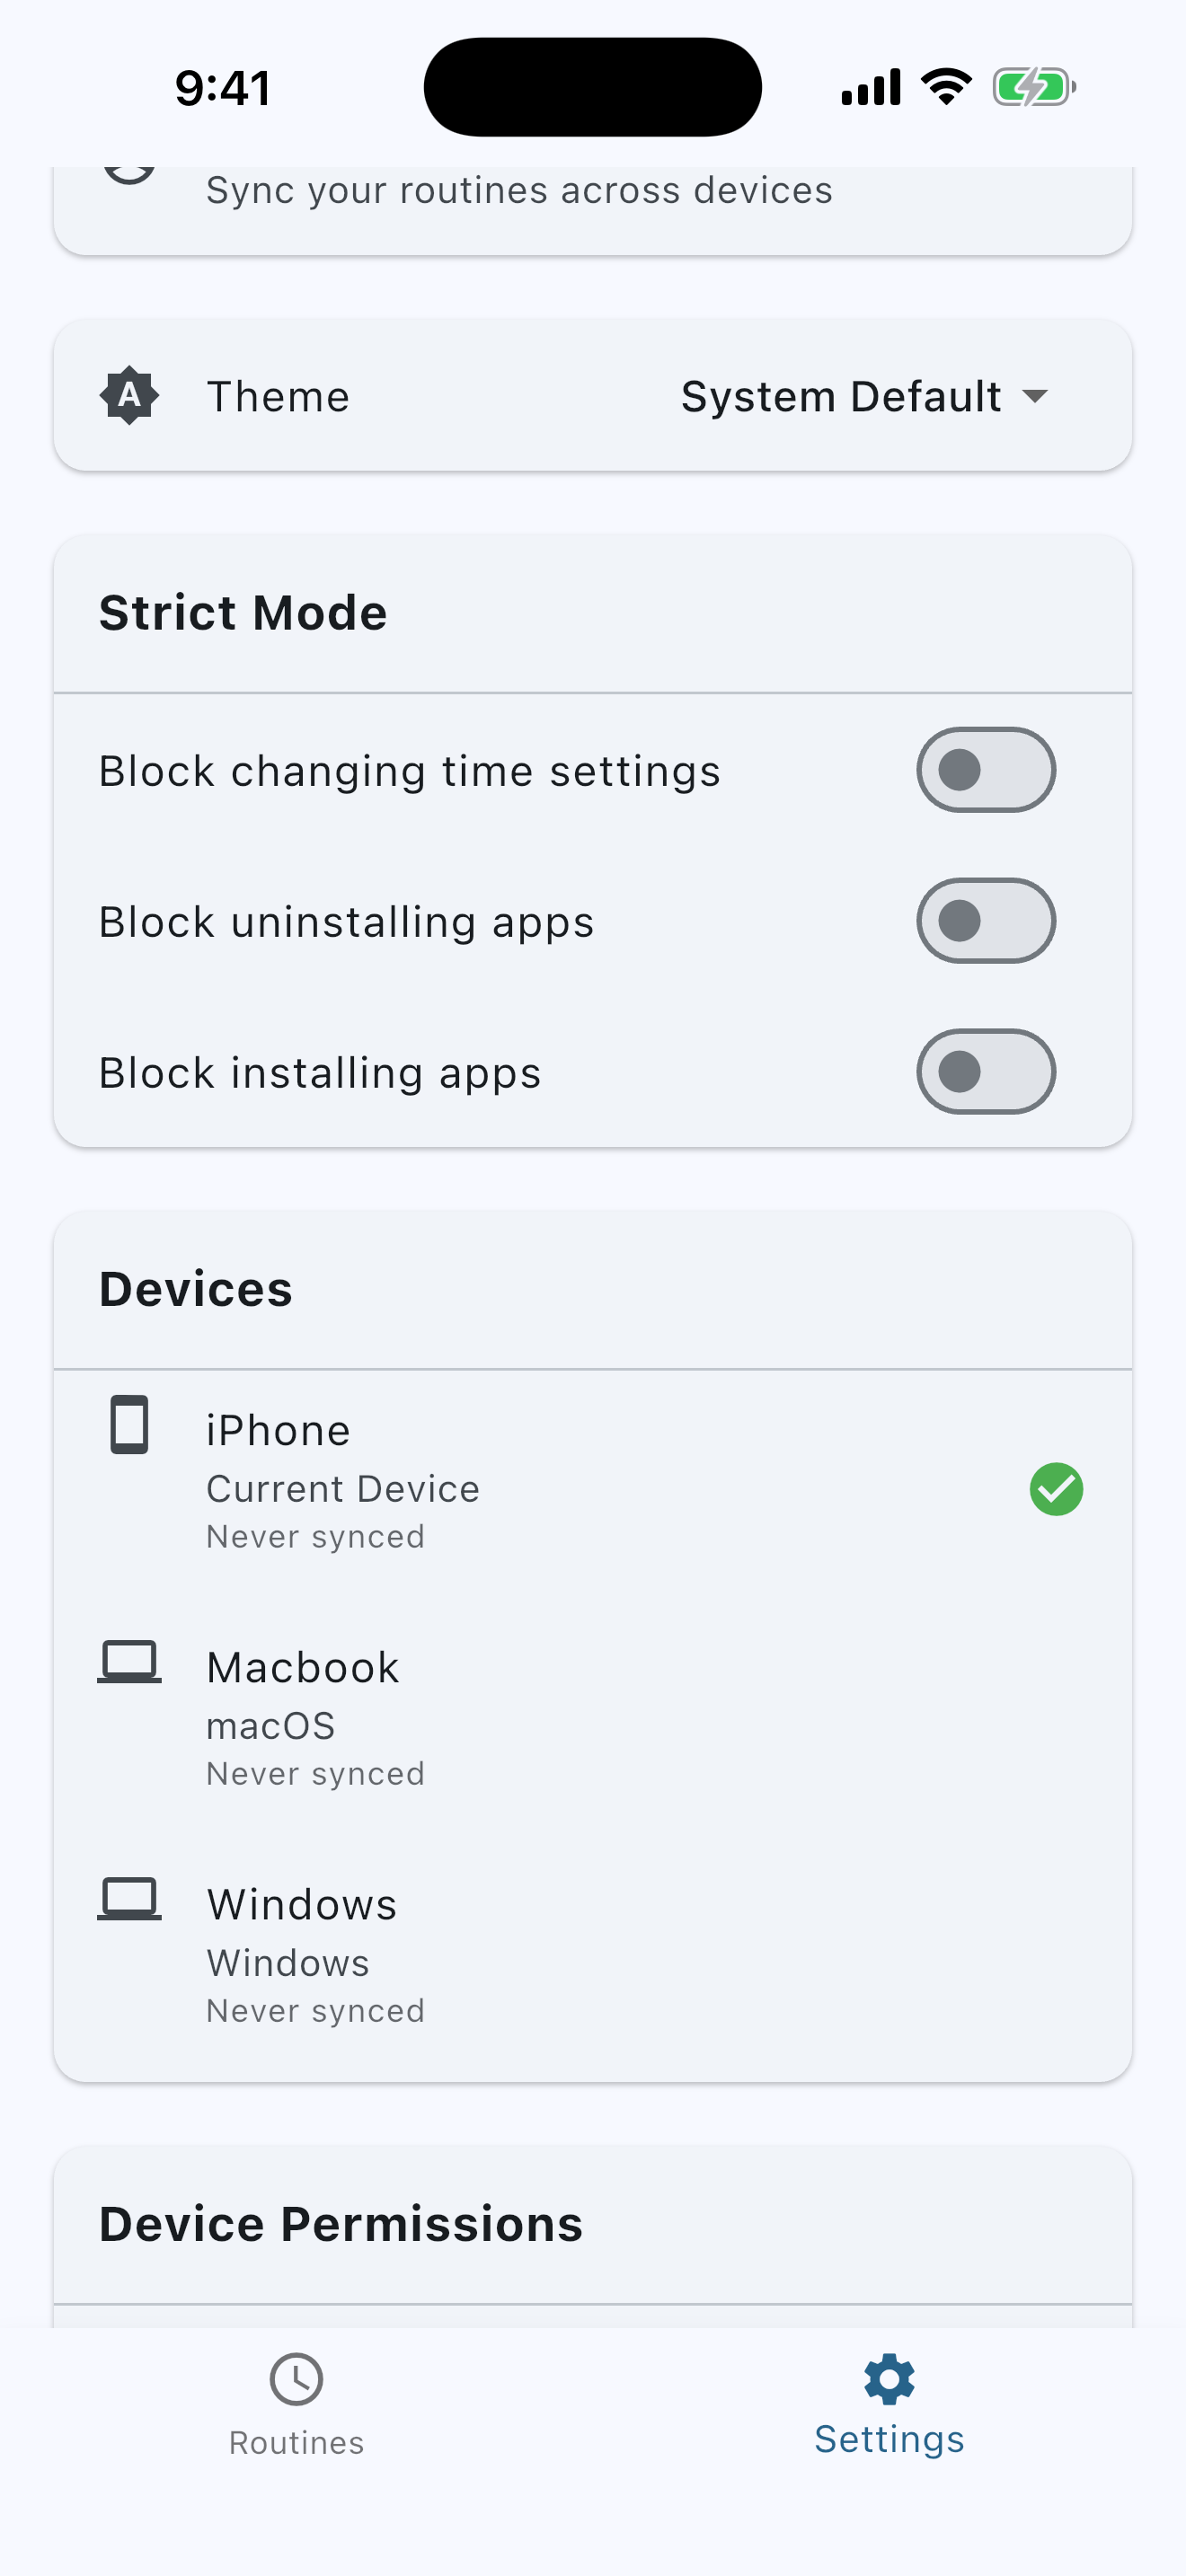 9:41
Sync your routines across devices
A Theme System Default
Strict Mode
Block changing time settings
Block uninstalling apps
Block installing apps
Devices
iPhone
Current Device
Never synced
Macbook
macOS
Never synced
Windows
Windows
Never synced
Device Permissions
Routines Settings